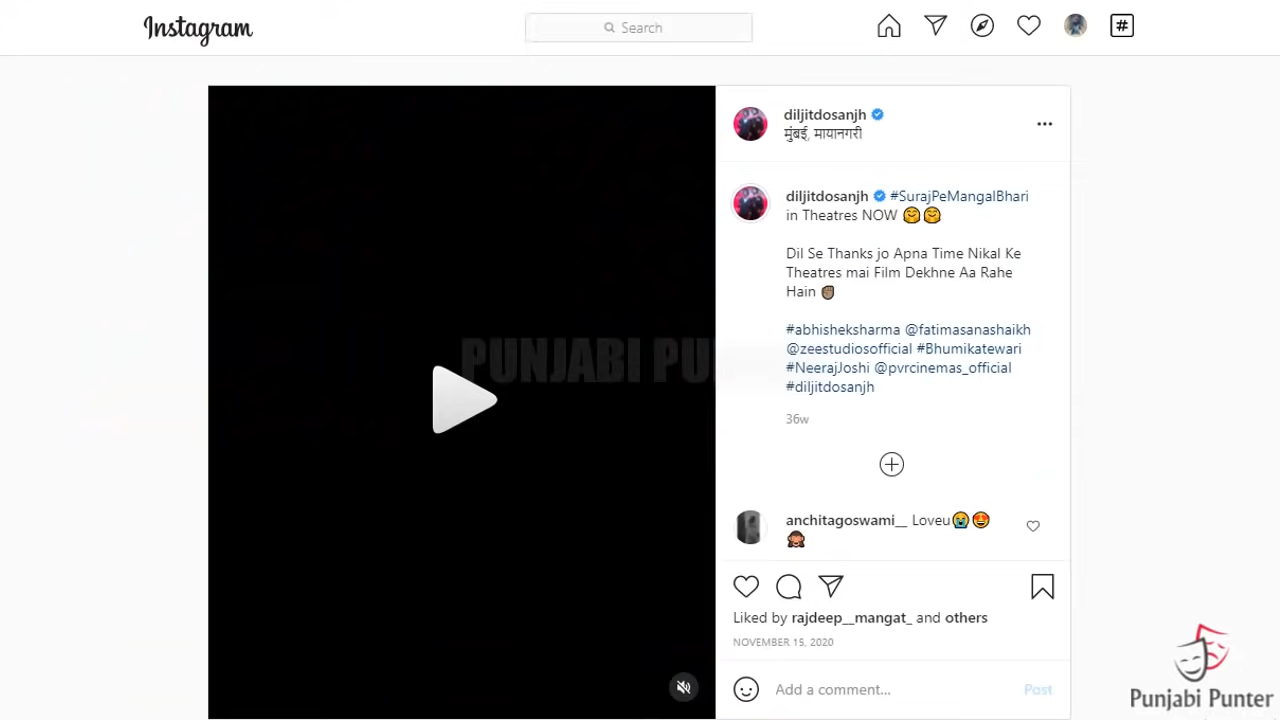 Instagram
Search
#
diljitdosanjh
मुंबई, मायानगरी
diljitdosanjh #SurajPeMangalBhari
in Theatres NOW 🤗🤗
Dil Se Thanks jo Apna Time Nikal Ke
Theatres mai Film Dekhne Aa Rahe
Hain ✊🏽
#abhisheksharma @fatimasanashaikh
@zeestudiosofficial #Bhumikatewari
#NeerajJoshi @pvrcinemas_official
#diljitdosanjh
36w
PUNJABI PU
anchitagoswami__ Loveu😭😍
🙈
Liked by rajdeep__mangat_ and others
NOVEMBER 15, 2020
Add a comment... Post
Punjabi Punter